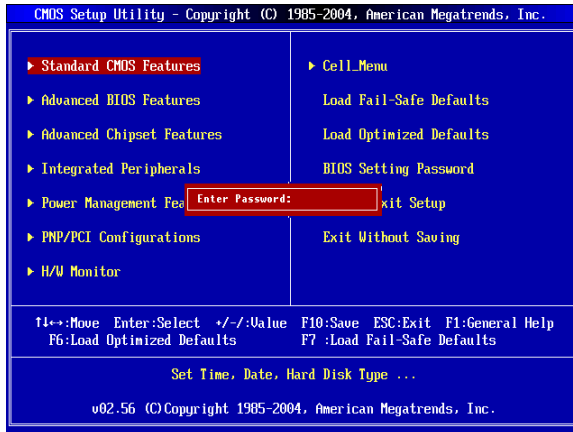 CMOS Setup Utility - Copyright (C) 1985-2004, American Megatrends, Inc.
Standard CMOS Features
Advanced BIOS Features
Advanced Chipset Features
Integrated Peripherals
Power Management Fea
PNP/PCI Configurations
H/W Monitor
Cell_Menu
Load Fail-Safe Defaults
Load Optimized Defaults
BIOS Setting Password
xit Setup
Exit Without Saving
Enter Password:
↑↓↔:Move Enter:Select +/-/:Value F10:Save ESC:Exit F1:General Help
F6:Load Optimized Defaults F7 :Load Fail-Safe Defaults
Set Time, Date, Hard Disk Type ...
v02.56 (C)Copyright 1985-2004, American Megatrends, Inc.